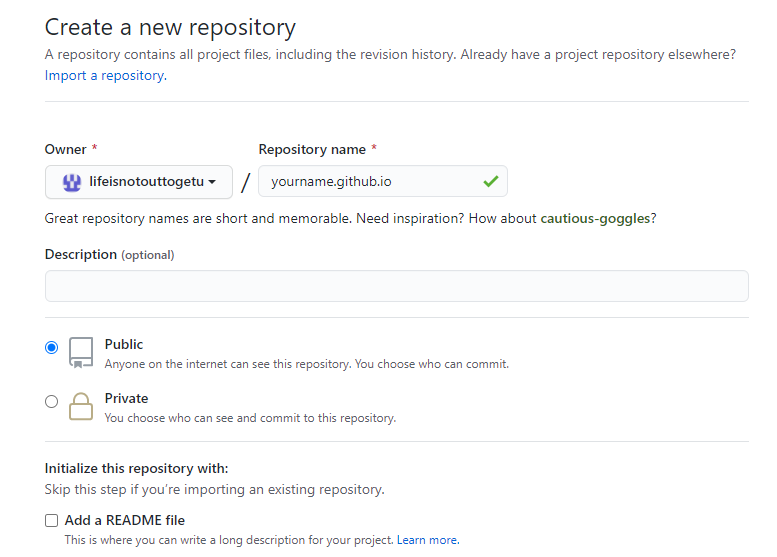 Create a new repository
A repository contains all project files, including the revision history. Already have a project repository elsewhere?
Import a repository.
Owner * Repository name *
lifeisnotouttogetu / yourname.github.io
Great repository names are short and memorable. Need inspiration? How about cautious-goggles?
Description (optional)
Public
Anyone on the internet can see this repository. You choose who can commit.
Private
You choose who can see and commit to this repository.
Initialize this repository with:
Skip this step if you’re importing an existing repository.
Add a README file
This is where you can write a long description for your project. Learn more.